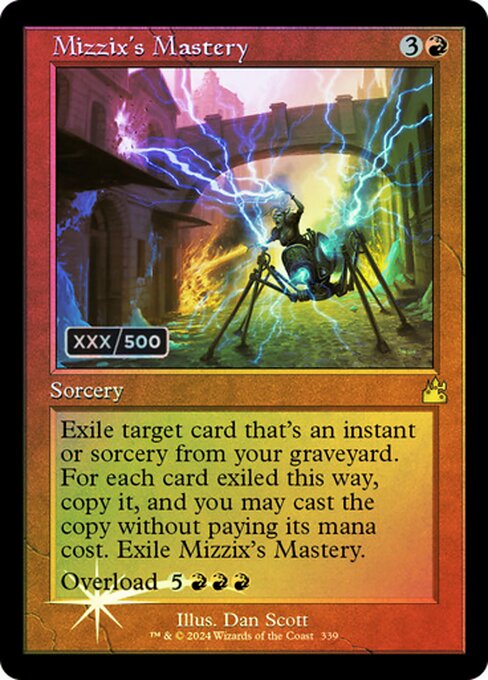 Mizzix's Mastery 3
XXX/500
Sorcery
Exile target card that's an instant
or sorcery from your graveyard.
For each card exiled this way,
copy it, and you may cast the
copy without paying its mana
cost. Exile Mizzix's Mastery.
Overload 5
Illus. Dan Scott
™ & © 2024 Wizards of the Coast 339